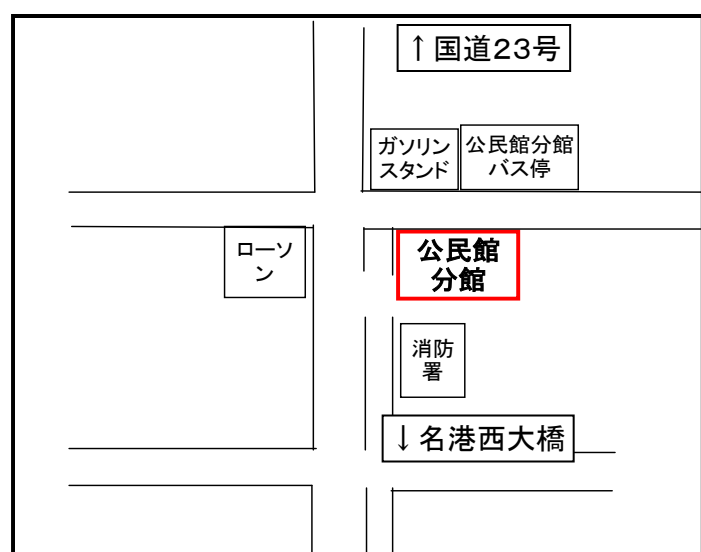 ↑国道23号
ガソリン
スタンド
公民館分館
バス停
ローソ
ン
公民館
分館
消防
署
↓名港西大橋